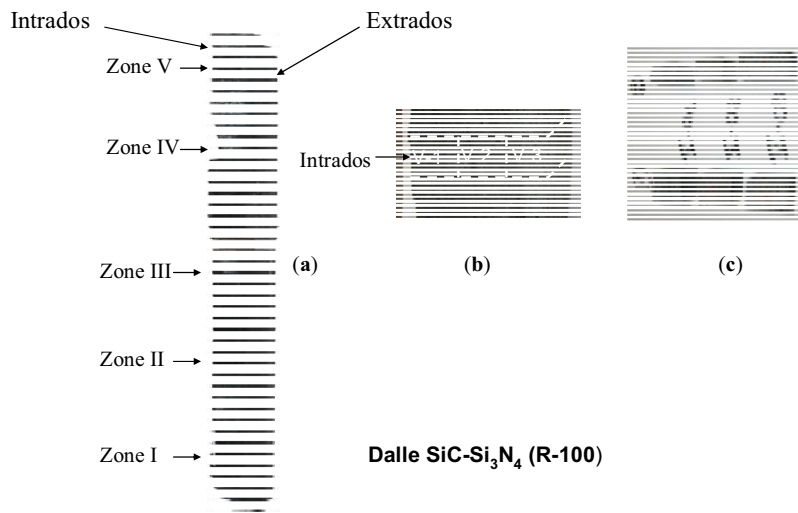 Intrados
Extrados
Zone V
Zone IV
Intrados
Zone III
(a)
(b)
(c)
Zone II
Zone I
Dalle SiC-Si₃N₄ (R-100)